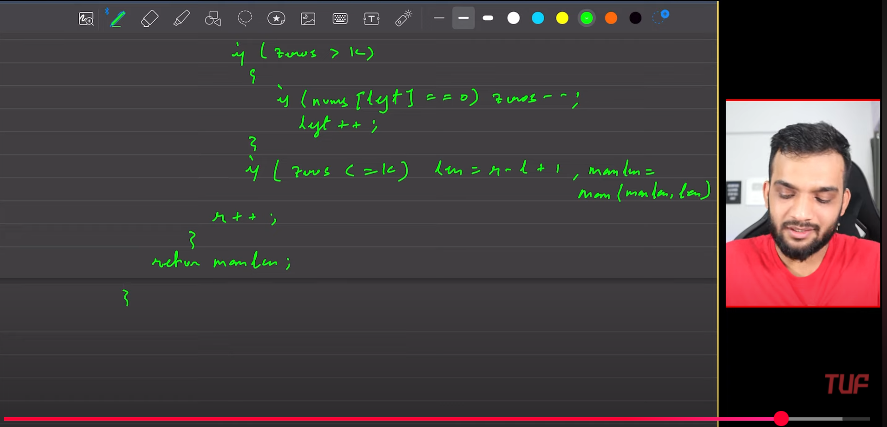 if (zeros > k)
{
if (nums[left] == 0) zeros--;
left++;
}
if (zeros <= k) len = r-l+1, maxlen =
max(maxlen, len)
r++;
}
return maxlen;
}
TUF